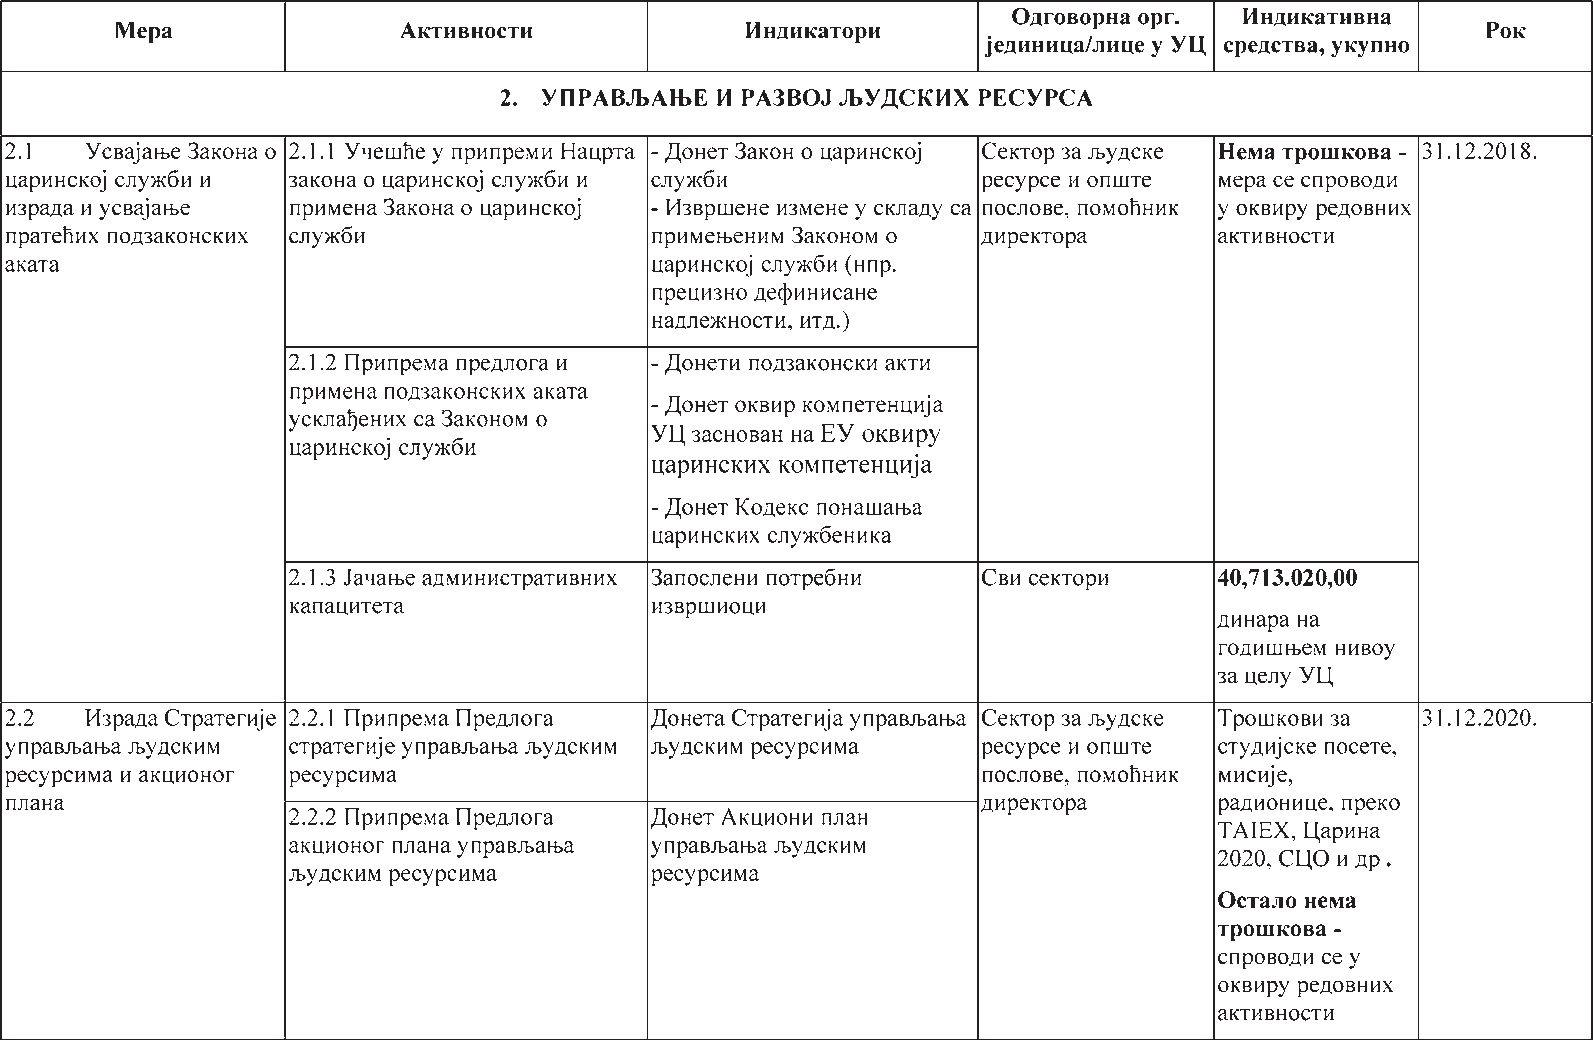 Мера
Активности
Индикатори
Одговорна орг.
јединица/лице у УЦ
Индикативна
средства, укупно
Рок
2. УПРАВЉАЊЕ И РАЗВОЈ ЉУДСКИХ РЕСУРСА
2.1 Усвајање Закона о
царинској служби и
израда и усвајање
пратећих подзаконских
аката
2.1.1 Учешће у припреми Нацрта
закона о царинској служби и
примена Закона о царинској
служби
- Донет Закон о царинској
служби
- Извршене измене у складу са
примењеним Законом о
царинској служби (нпр.
прецизно дефинисане
надлежности, итд.)
Сектор за људске
ресурсе и опште
послове, помоћник
директора
Нема трошкова -
мера се спроводи
у оквиру редовних
активности
31.12.2018.
2.1.2 Припрема предлога и
примена подзаконских аката
усклађених са Законом о
царинској служби
- Донети подзаконски акти
- Донет оквир компетенција
УЦ заснован на ЕУ оквиру
царинских компетенција
- Донет Кодекс понашања
царинских службеника
2.1.3 Јачање административних
капацитета
Запослени потребни
извршиоци
Сви сектори
40,713.020,00
динара на
годишњем нивоу
за целу УЦ
2.2 Израда Стратегије
управљања људским
ресурсима и акционог
плана
2.2.1 Припрема Предлога
стратегије управљања људским
ресурсима
Донета Стратегија управљања
људским ресурсима
Сектор за људске
ресурсе и опште
послове, помоћник
директора
Трошкови за
студијске посете,
мисије,
радионице, преко
TAIEX, Царина
2020, СЦО и др .
Остало нема
трошкова -
спроводи се у
оквиру редовних
активности
31.12.2020.
2.2.2 Припрема Предлога
акционог плана управљања
људским ресурсима
Донет Акциони план
управљања људским
ресурсима